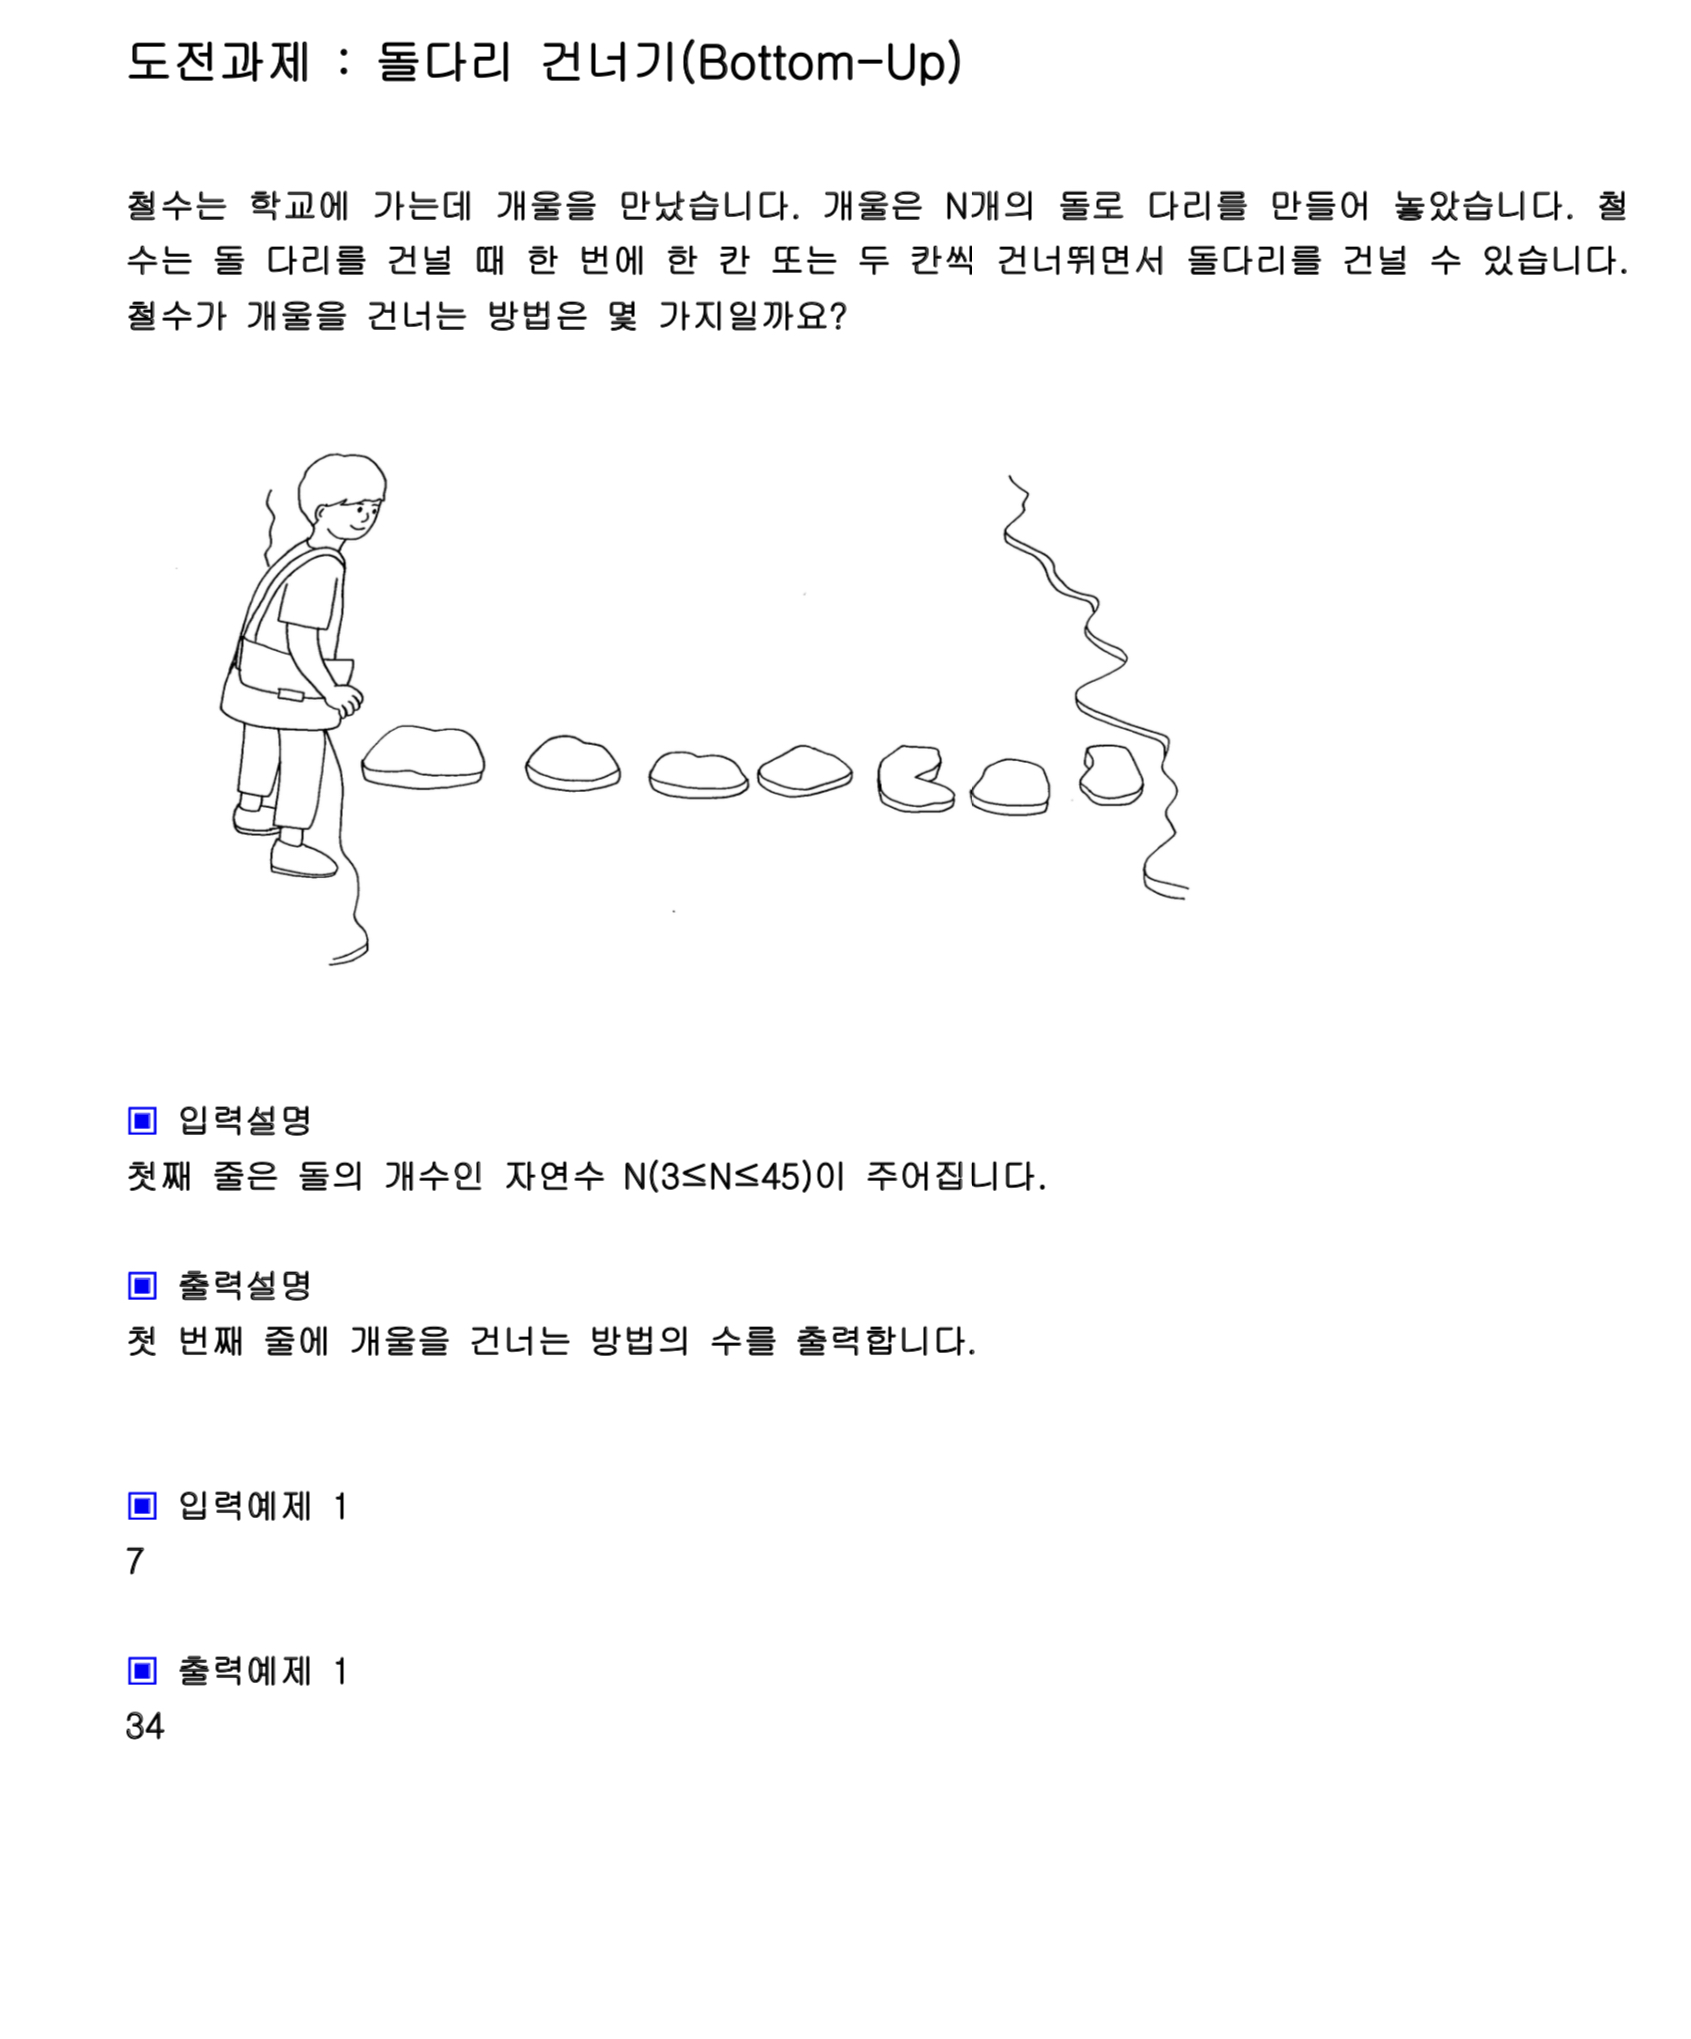 도전과제 : 돌다리 건너기(Bottom-Up)
철수는 학교에 가는데 개울을 만났습니다. 개울은 N개의 돌로 다리를 만들어 놓았습니다. 철
수는 돌 다리를 건널 때 한 번에 한 칸 또는 두 칸씩 건너뛰면서 돌다리를 건널 수 있습니다.
철수가 개울을 건너는 방법은 몇 가지일까요?
▣ 입력설명
첫째 줄은 돌의 개수인 자연수 N(3≤N≤45)이 주어집니다.
▣ 출력설명
첫 번째 줄에 개울을 건너는 방법의 수를 출력합니다.
▣ 입력예제 1
7
▣ 출력예제 1
34